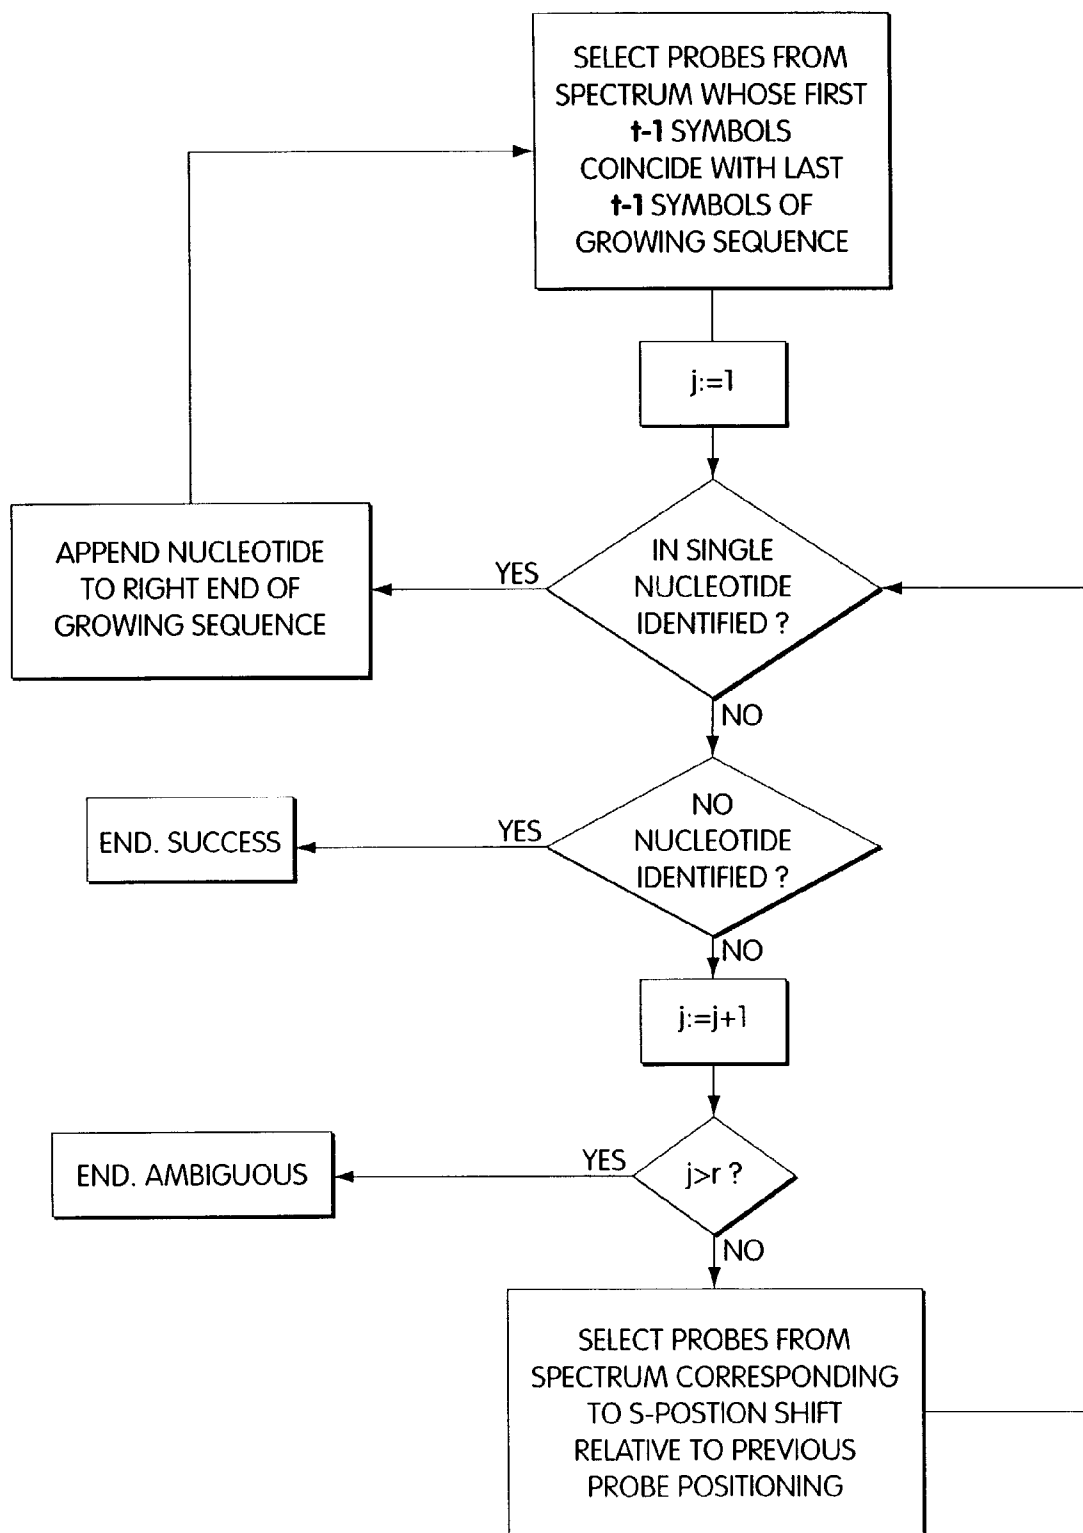 SELECT PROBES FROM
SPECTRUM WHOSE FIRST
t-1 SYMBOLS
COINCIDE WITH LAST
t-1 SYMBOLS OF
GROWING SEQUENCE
j:=1
IN SINGLE
NUCLEOTIDE
IDENTIFIED ?
YES
APPEND NUCLEOTIDE
TO RIGHT END OF
GROWING SEQUENCE
NO
NO
NUCLEOTIDE
IDENTIFIED ?
YES
END. SUCCESS
NO
j:=j+1
j>r ?
YES
END. AMBIGUOUS
NO
SELECT PROBES FROM
SPECTRUM CORRESPONDING
TO S-POSTION SHIFT
RELATIVE TO PREVIOUS
PROBE POSITIONING